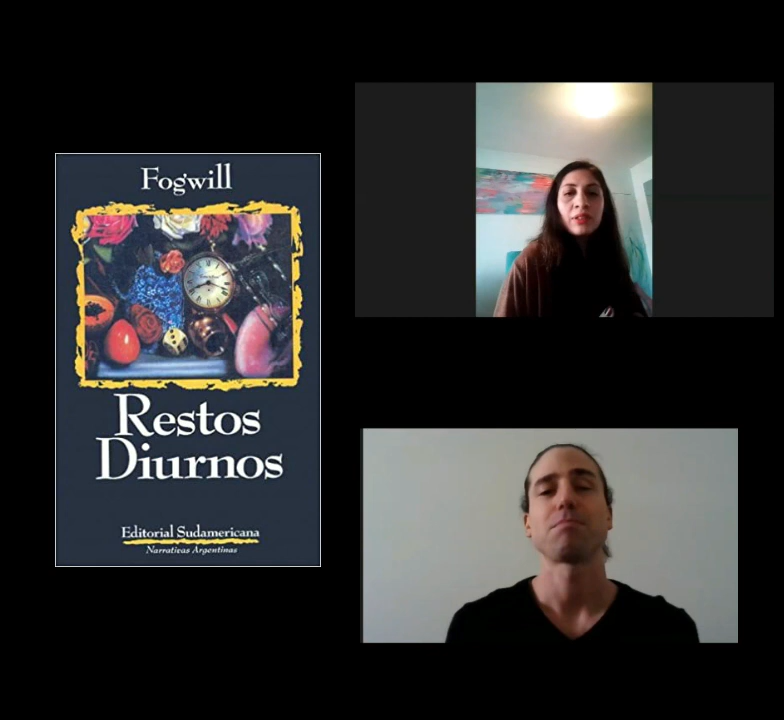 Fogwill
Restos
Diurnos
Editorial Sudamericana
Narrativas Argentinas